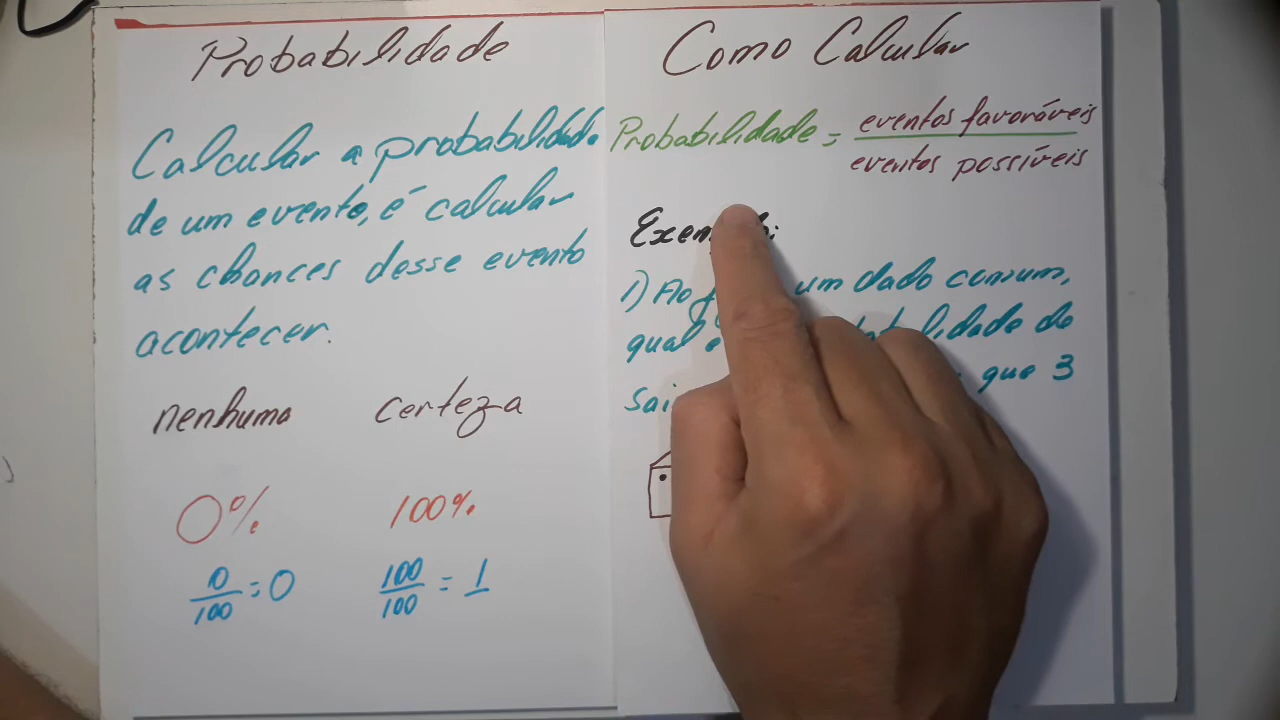 Probabilidade
Calcular a probabilidade
de um evento, é calcular
as chances desse evento
acontecer.
nenhuma certeza
0% 100%
0/100 = 0 100/100 = 1
Como Calcular
Probabilidade = eventos favoráveis
eventos possíveis
1) Ao um dado comum,
qual de
que 3